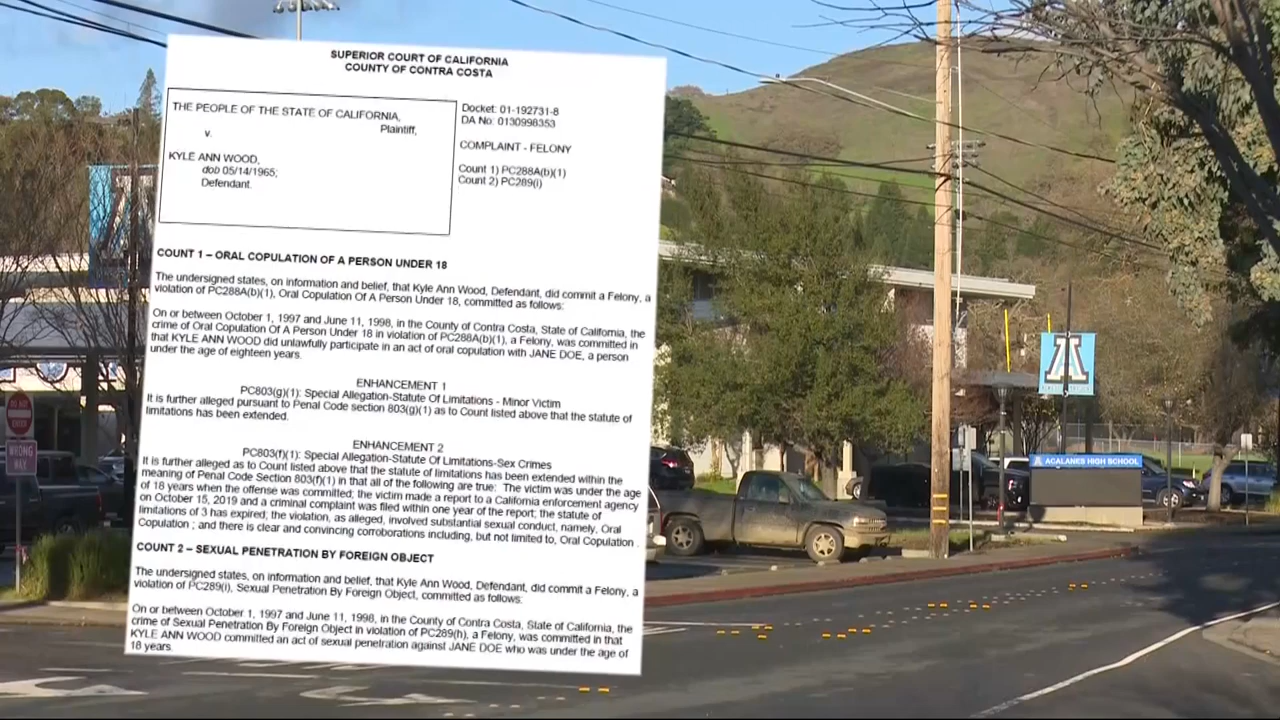 SUPERIOR COURT OF CALIFORNIA
COUNTY OF CONTRA COSTA
THE PEOPLE OF THE STATE OF CALIFORNIA,
Plaintiff,
v.
KYLE ANN WOOD,
dob 05/14/1965;
Defendant.
Docket: 01-192731-8
DA No: 0130998353
COMPLAINT - FELONY
Count 1) PC288A(b)(1)
Count 2) PC289(i)
COUNT 1 – ORAL COPULATION OF A PERSON UNDER 18
The undersigned states, on information and belief, that Kyle Ann Wood, Defendant, did commit a Felony, a
violation of PC288A(b)(1), Oral Copulation Of A Person Under 18, committed as follows:
On or between October 1, 1997 and June 11, 1998, in the County of Contra Costa, State of California, the
crime of Oral Copulation Of A Person Under 18 in violation of PC288A(b)(1), a Felony, was committed in
that KYLE ANN WOOD did unlawfully participate in an act of oral copulation with JANE DOE, a person
under the age of eighteen years.
ENHANCEMENT 1
PC803(g)(1): Special Allegation-Statute Of Limitations - Minor Victim
It is further alleged pursuant to Penal Code section 803(g)(1) as to Count listed above that the statute of
limitations has been extended.
ENHANCEMENT 2
PC803(f)(1): Special Allegation-Statute Of Limitations-Sex Crimes
It is further alleged as to Count listed above that the statute of limitations has been extended within the
meaning of Penal Code Section 803(f)(1) in that all of the following are true: The victim was under the age
of 18 years when the offense was committed; the victim made a report to a California enforcement agency
on October 15, 2019 and a criminal complaint was filed within one year of the report; the statute of
limitations of 3 has expired; the violation, as alleged, involved substantial sexual conduct, namely, Oral
Copulation ; and there is clear and convincing corroborations including, but not limited to, Oral Copulation .
COUNT 2 – SEXUAL PENETRATION BY FOREIGN OBJECT
The undersigned states, on information and belief, that Kyle Ann Wood, Defendant, did commit a Felony, a
violation of PC289(i), Sexual Penetration By Foreign Object, committed as follows:
On or between October 1, 1997 and June 11, 1998, in the County of Contra Costa, State of California, the
crime of Sexual Penetration By Foreign Object in violation of PC289(h), a Felony, was committed in that
KYLE ANN WOOD committed an act of sexual penetration against JANE DOE who was under the age of
18 years.
DO NOT
ENTER
WRONG
WAY
A
A
ACALANES HIGH SCHOOL